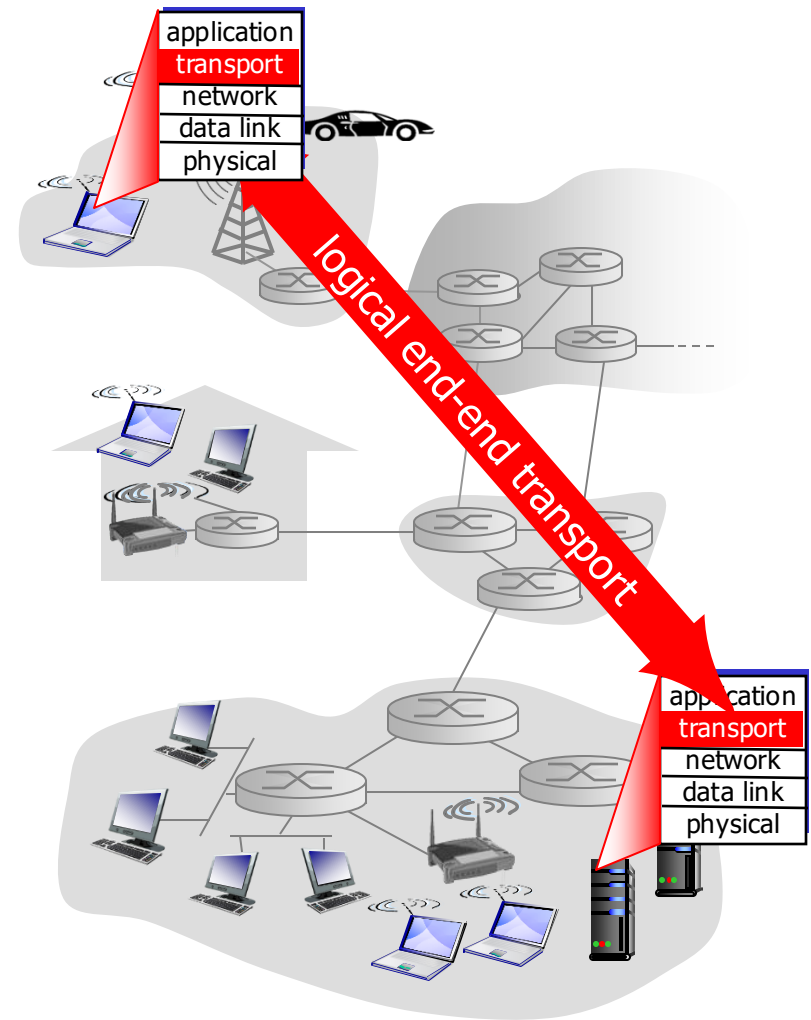 application
transport
network
data link
physical
logical end-end transport
application
transport
network
data link
physical